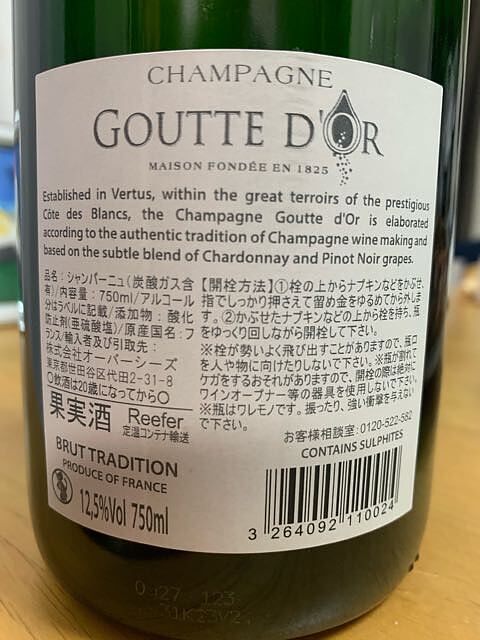 CHAMPAGNE
GOUTTE D'OR
MAISON FONDÉE EN 1825
Established in Vertus, within the great terroirs of the prestigious
Côte des Blancs, the Champagne Goutte d'Or is elaborated
according to the authentic tradition of Champagne wine making and
based on the subtle blend of Chardonnay and Pinot Noir grapes.
品名：シャンパーニュ(炭酸ガス含
有)/内容量：750ml/アルコール
分はラベルに記載/添加物：酸化
防止剤(亜硫酸塩)/原産国名：フ
ランス/輸入者及び引取先：
株式会社オーバーシーズ
東京都世田谷区代田2-31-8
〇飲酒は20歳になってから〇
果実酒 Reefer
定温コンテナ輸送
【開栓方法】①栓の上からナプキンなどをかぶせ、
指でしっかり押さえて留め金をゆるめてから外しま
す。②かぶせたナプキンなどの上から栓を持ち、瓶
をゆっくり回しながら開栓して下さい。
※栓が勢いよく飛び出すことがありますので、瓶口
を人や物に向けたりしないで下さい。※瓶が割れて
ケガをするおそれがありますので、開栓の際は絶対に
ワインオープナー等の器具を使用しないで下さい。
※瓶はワレモノです。振ったり、強い衝撃を与えない
で下さい。
お客様相談室：0120-522-582
CONTAINS SULPHITES
BRUT TRADITION
PRODUCE OF FRANCE
12,5%Vol 750ml
3 264092 110024